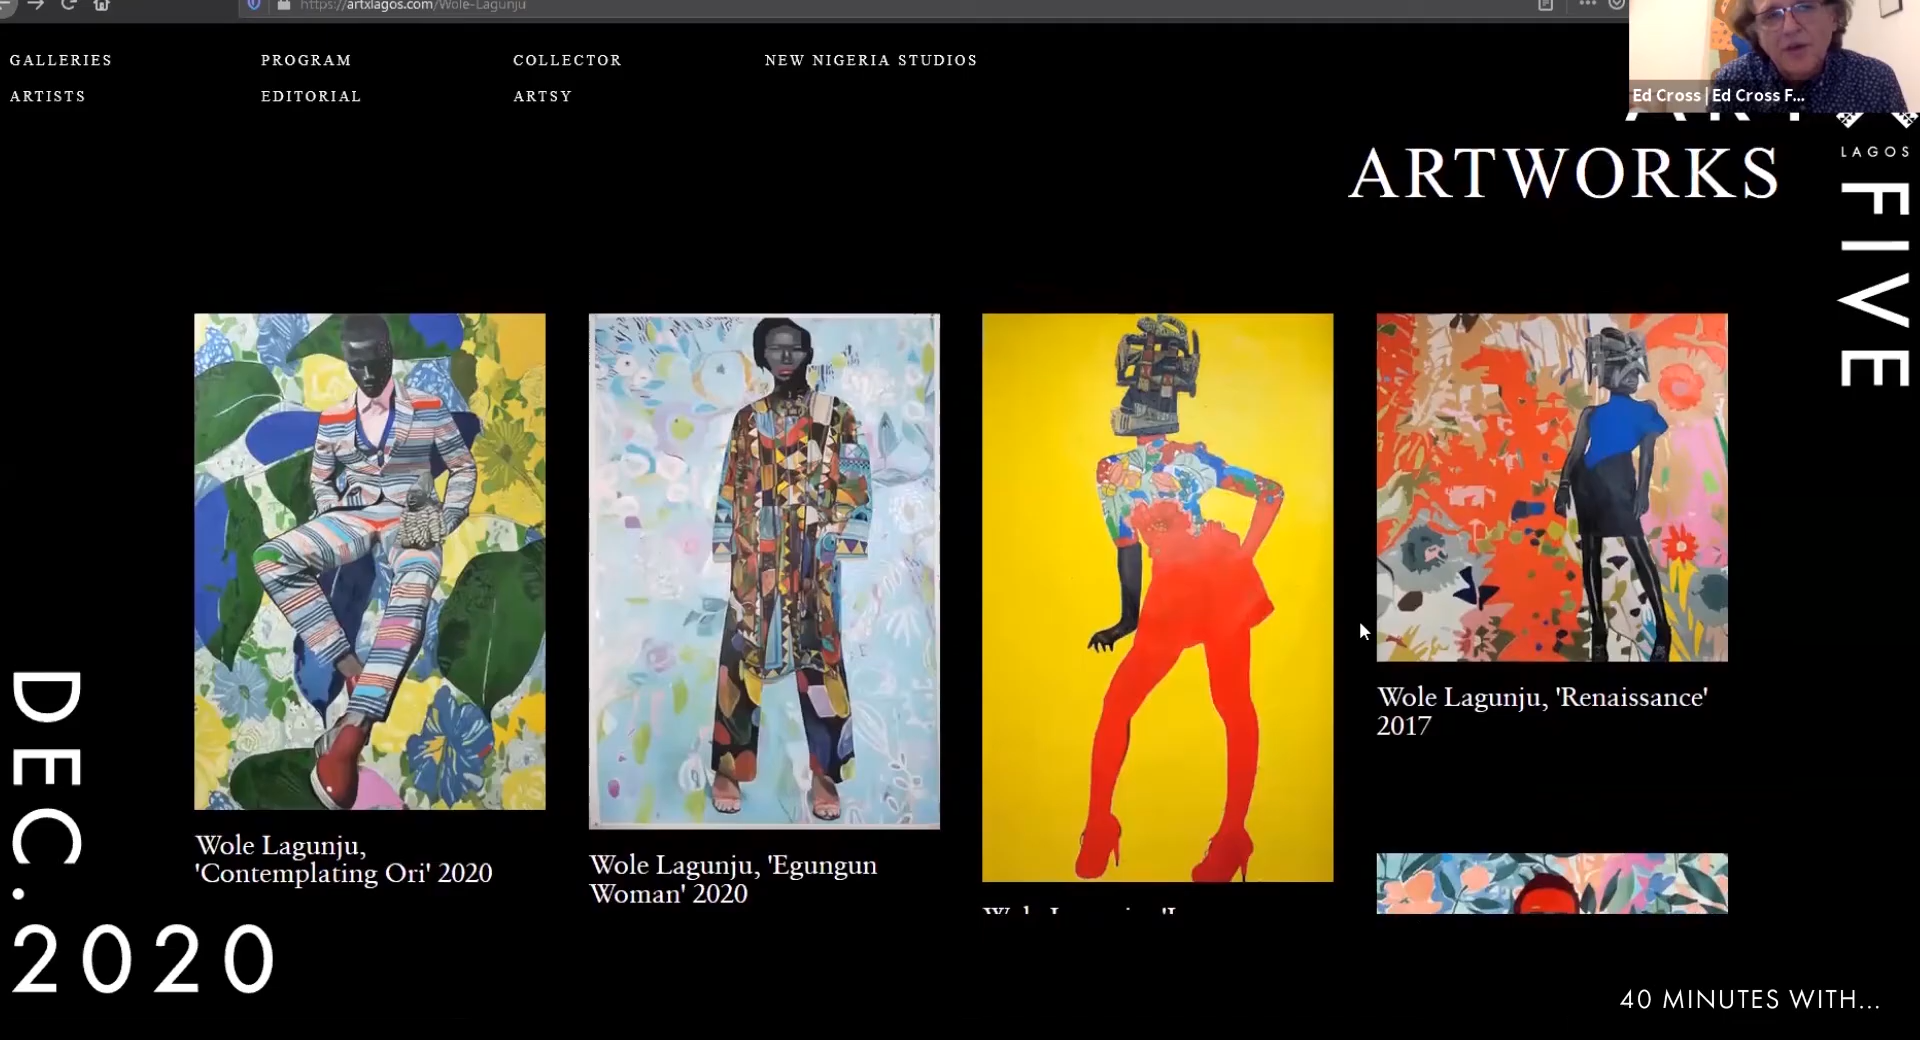 https://artxlagos.com/Wole-Lagunju
GALLERIES
PROGRAM
COLLECTOR
NEW NIGERIA STUDIOS
ARTISTS
EDITORIAL
ARTSY
Ed Cross | Ed Cross F...
LAGOS
FIVE
ARTWORKS
Wole Lagunju,
'Contemplating Ori' 2020
Wole Lagunju, 'Egungun
Woman' 2020
Wole Lagunju, 'Renaissance'
2017
DEC.
2020
40 MINUTES WITH...